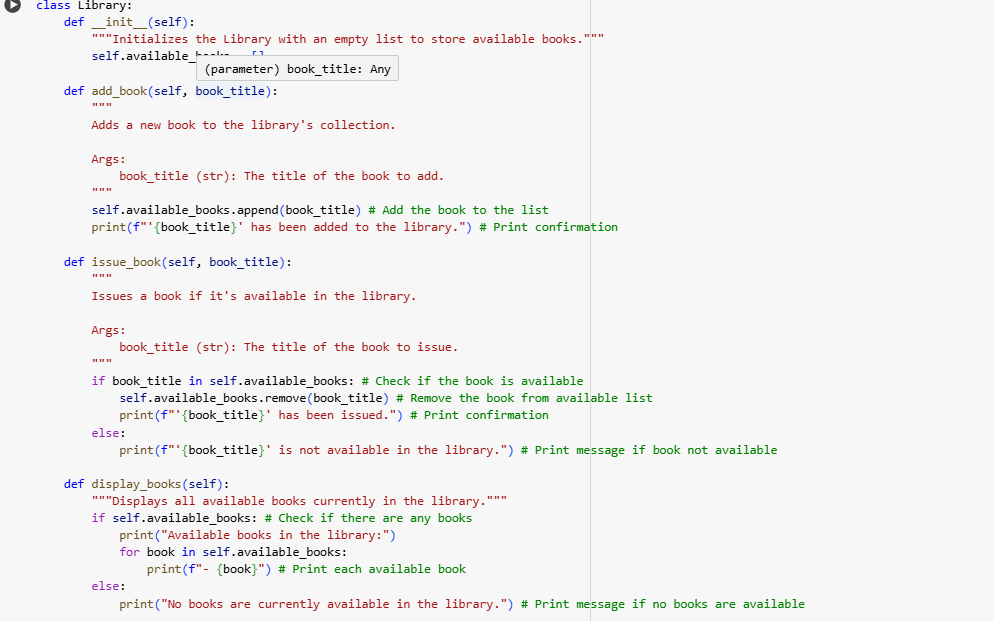 class Library:
    def __init__(self):
        """Initializes the Library with an empty list to store available books."""
        self.available_
(parameter) book_title: Any
    def add_book(self, book_title):
        """
        Adds a new book to the library's collection.
        Args:
            book_title (str): The title of the book to add.
        """
        self.available_books.append(book_title) # Add the book to the list
        print(f"'{book_title}' has been added to the library.") # Print confirmation
    def issue_book(self, book_title):
        """
        Issues a book if it's available in the library.
        Args:
            book_title (str): The title of the book to issue.
        """
        if book_title in self.available_books: # Check if the book is available
            self.available_books.remove(book_title) # Remove the book from available list
            print(f"'{book_title}' has been issued.") # Print confirmation
        else:
            print(f"'{book_title}' is not available in the library.") # Print message if book not available
    def display_books(self):
        """Displays all available books currently in the library."""
        if self.available_books: # Check if there are any books
            print("Available books in the library:")
            for book in self.available_books:
                print(f"- {book}") # Print each available book
        else:
            print("No books are currently available in the library.") # Print message if no books are available